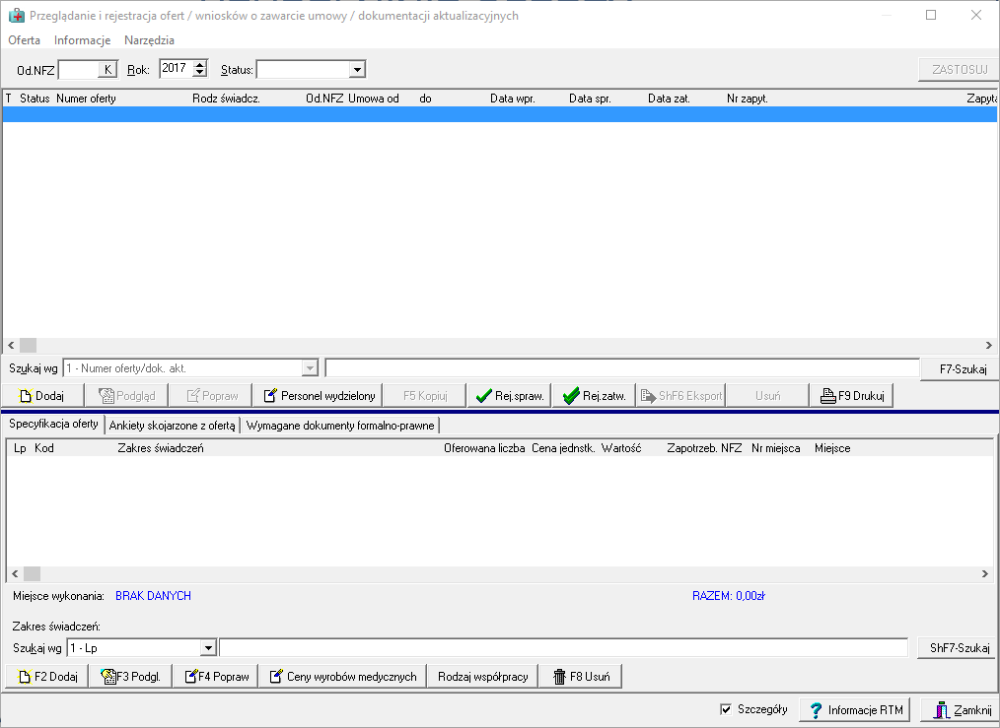 Przeglądanie i rejestracja ofert / wniosków o zawarcie umowy / dokumentacji aktualizacyjnych
Oferta Informacje Narzędzia
Od.NFZ K Rok: 2017 Status: ZASTOSUJ
T Status Numer oferty Rodz świadcz. Od.NFZ Umowa od do Data wpr. Data spr. Data zat. Nr zapyt. Zapyta
Szukaj wg 1 - Numer oferty/dok. akt. F7-Szukaj
Dodaj Podgląd Popraw Personel wydzielony F5 Kopiuj Rej.spraw. Rej.zatw. ShF6 Eksport Usuń F9 Drukuj
Specyfikacja oferty Ankiety skojarzone z ofertą Wymagane dokumenty formalno-prawne
Lp Kod Zakres świadczeń Oferowana liczba Cena jednstk. Wartość Zapotrzeb. NFZ Nr miejsca Miejsce
Miejsce wykonania: BRAK DANYCH RAZEM: 0,00zł
Zakres świadczeń:
Szukaj wg 1 - Lp ShF7-Szukaj
F2 Dodaj F3 Podgl. F4 Popraw Ceny wyrobów medycznych Rodzaj współpracy F8 Usuń
Szczegóły Informacje RTM Zamknij